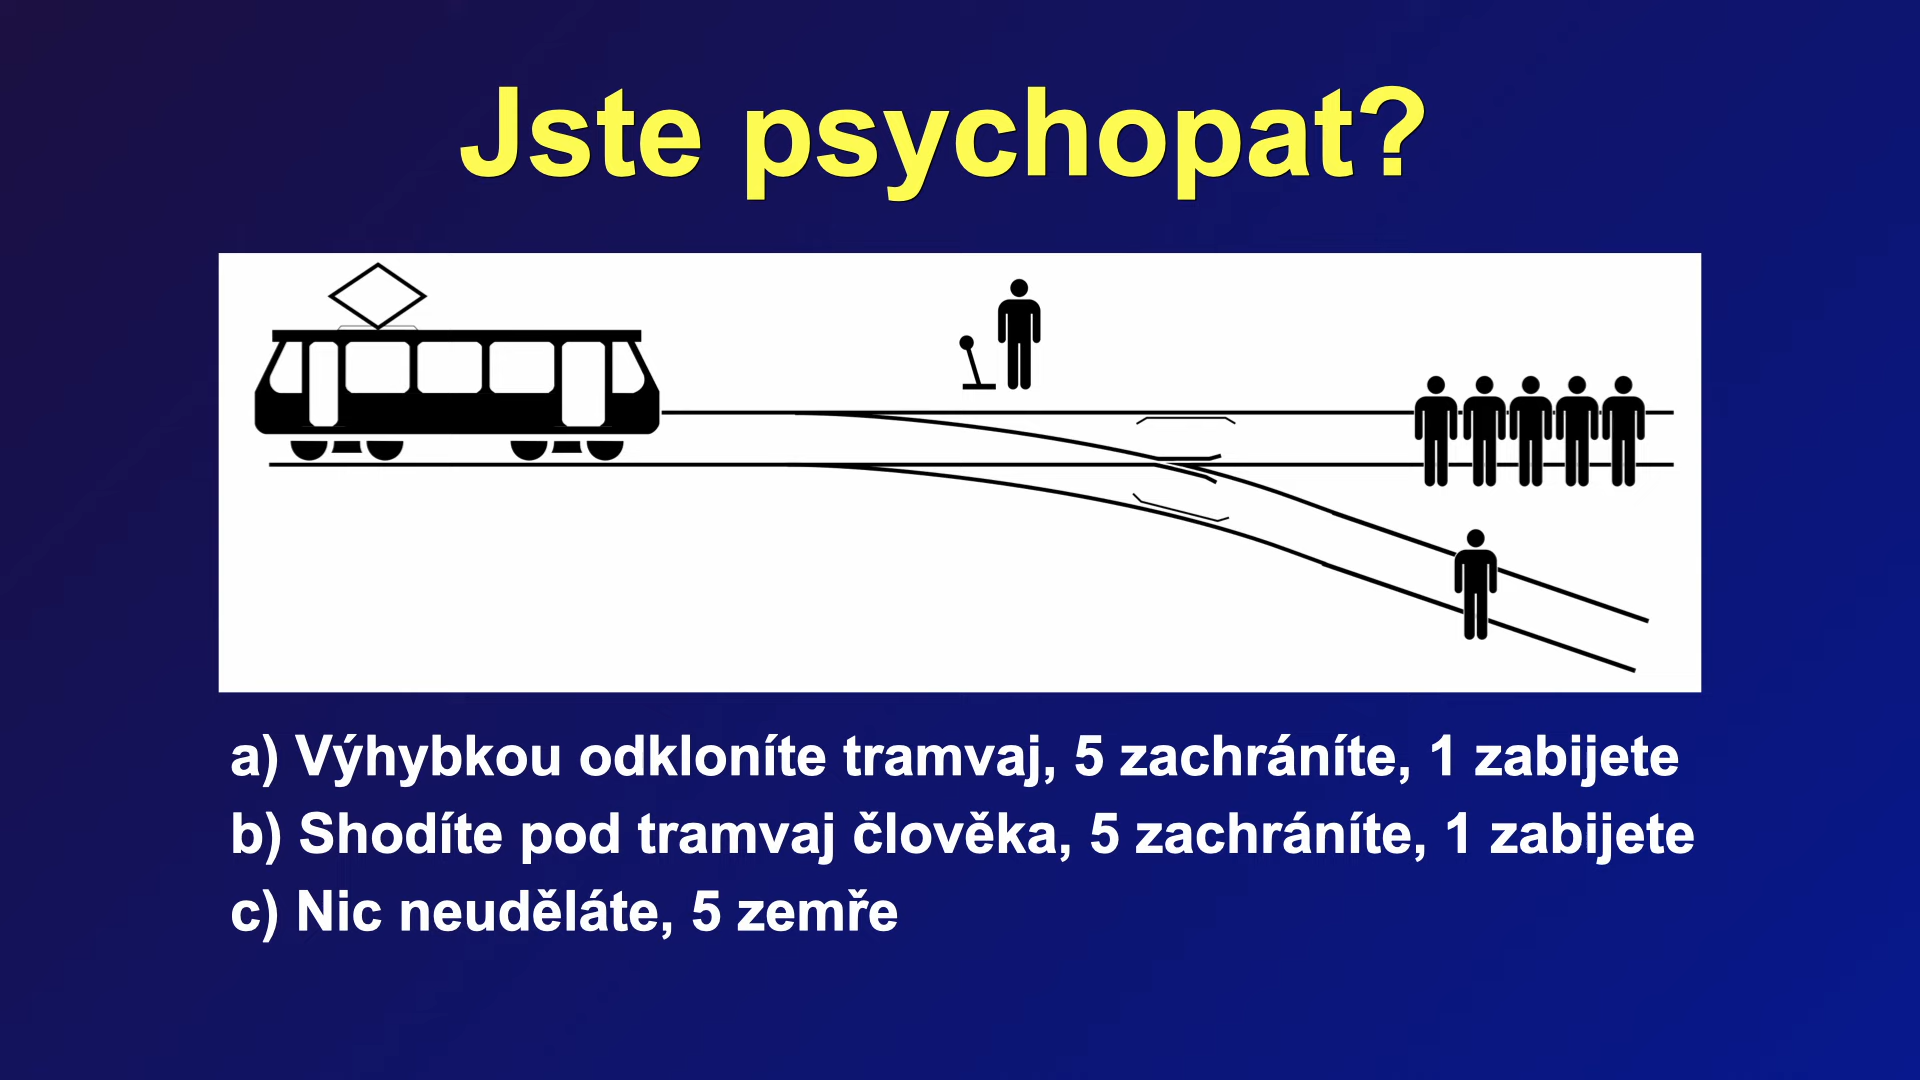 Jste psychopat?
a) Výhybkou odkloníte tramvaj, 5 zachráníte, 1 zabijete
b) Shodíte pod tramvaj člověka, 5 zachráníte, 1 zabijete
c) Nic neuděláte, 5 zemře